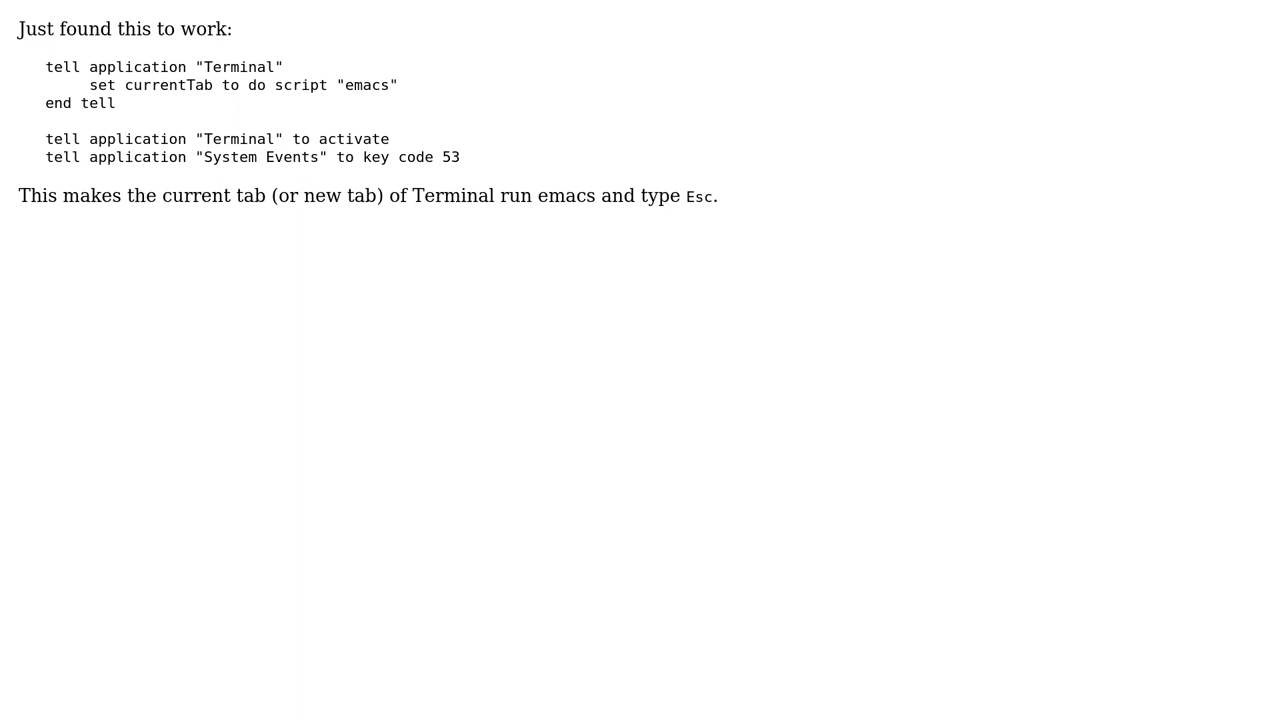 Just found this to work:
tell application "Terminal"
     set currentTab to do script "emacs"
end tell
tell application "Terminal" to activate
tell application "System Events" to key code 53
This makes the current tab (or new tab) of Terminal run emacs and type Esc.